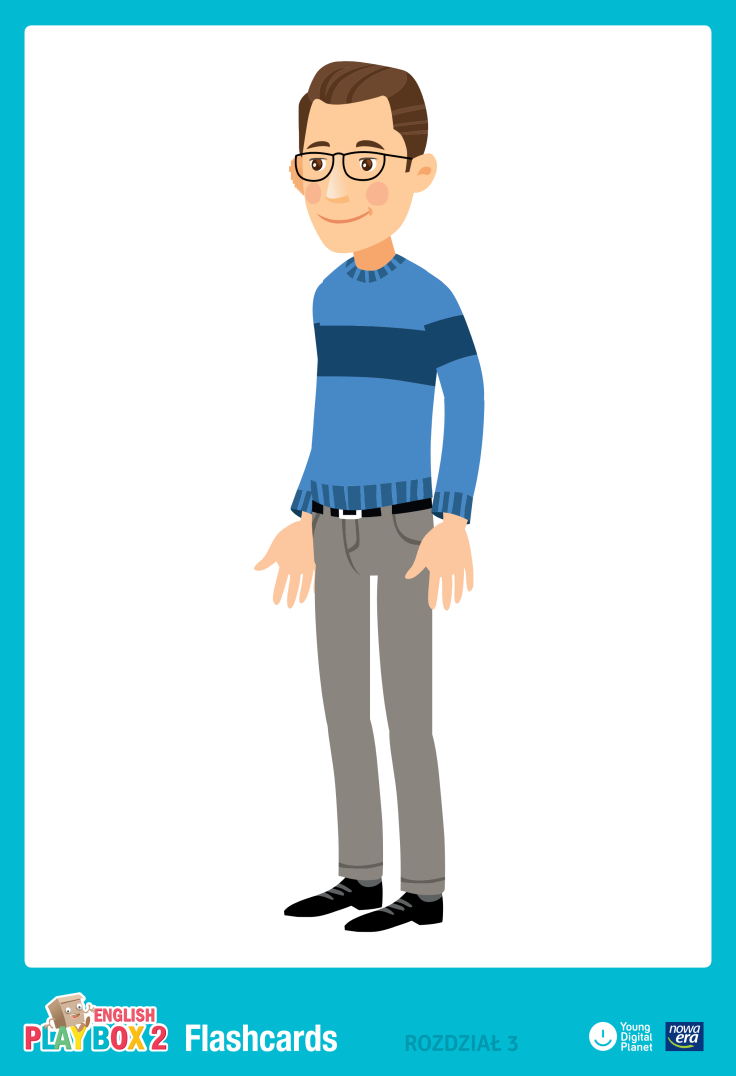 ENGLISH
PLAY BOX 2
Flashcards
ROZDZIAŁ 3
Young
Digital
Planet
nowa
era